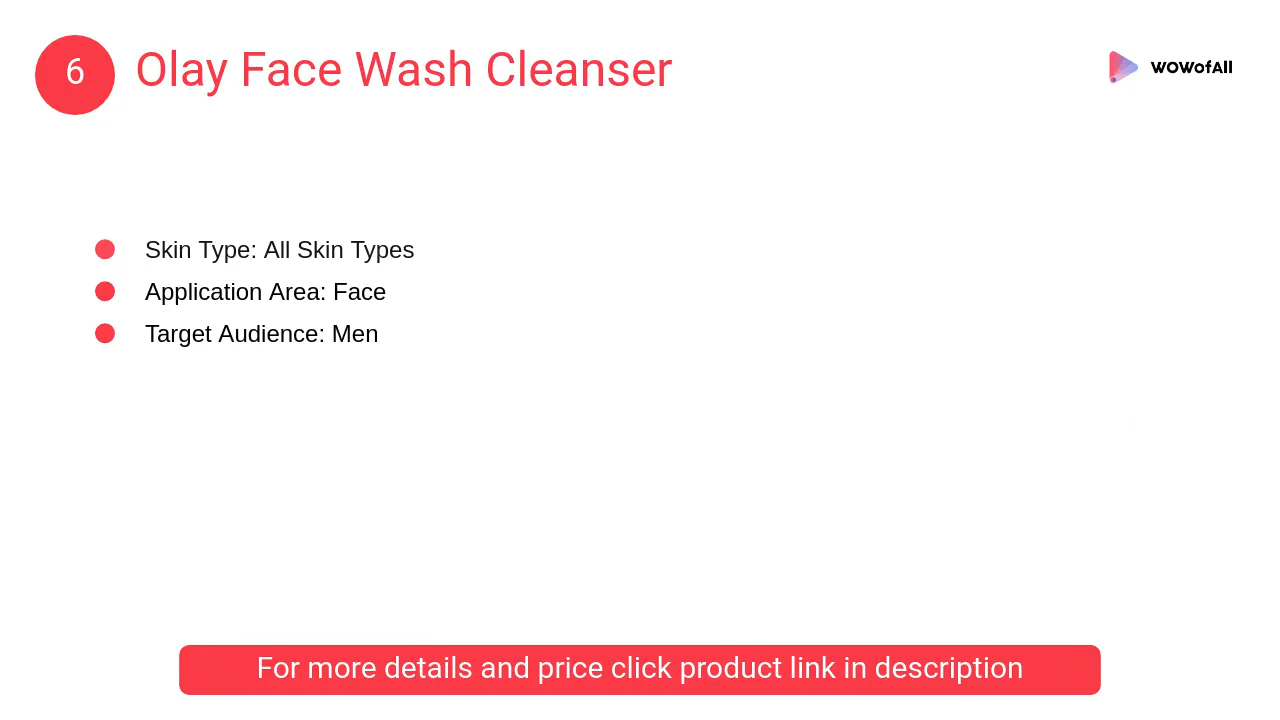 6
Olay Face Wash Cleanser
WOWofAll
Skin Type: All Skin Types
Application Area: Face
Target Audience: Men
For more details and price click product link in description